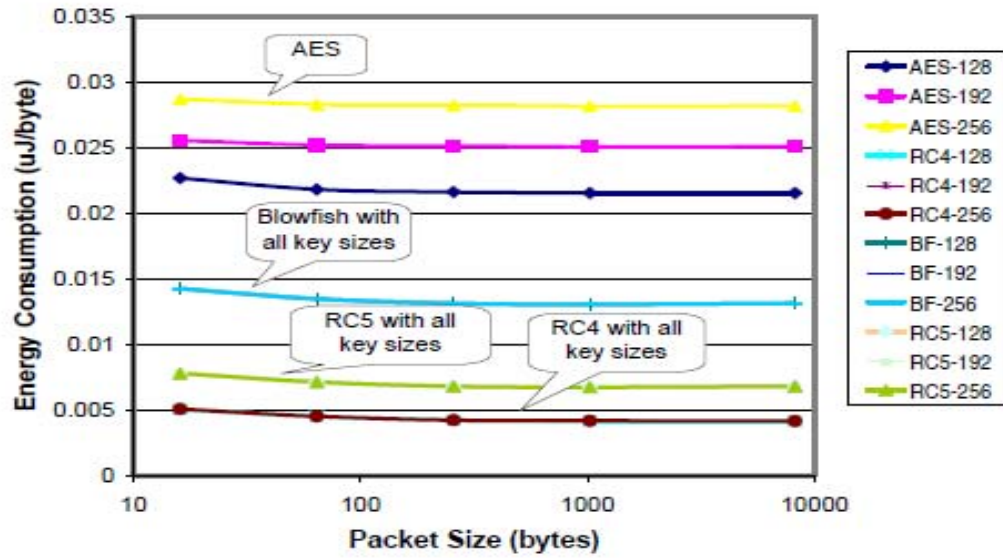 Energy Consumption (uJ/byte)
0.035
0.03
0.025
0.02
0.015
0.01
0.005
0
AES
Blowfish with
all key sizes
RC5 with all
key sizes
RC4 with all
key sizes
10
100
1000
10000
Packet Size (bytes)
AES-128
AES-192
AES-256
RC4-128
RC4-192
RC4-256
BF-128
BF-192
BF-256
RC5-128
RC5-192
RC5-256